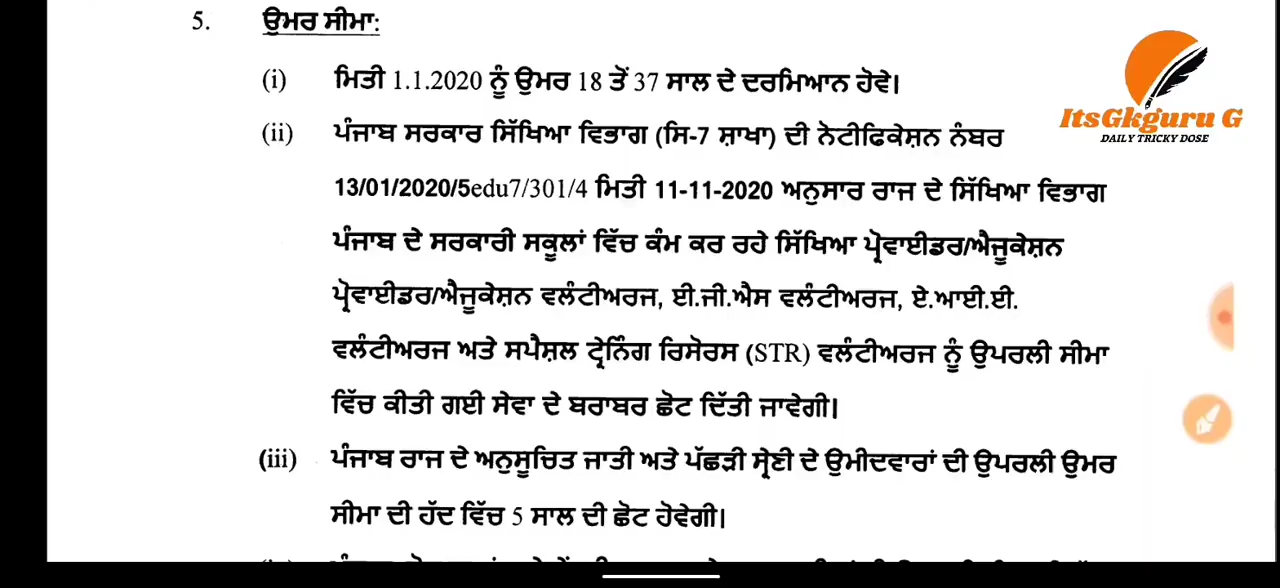 5. ਉਮਰ ਸੀਮਾ:
(i) ਮਿਤੀ 1.1.2020 ਨੂੰ ਉਮਰ 18 ਤੋਂ 37 ਸਾਲ ਦੇ ਦਰਮਿਆਨ ਹੋਵੇ।
ItsGkguru G
DAILY TRICKY DOSE
(ii) ਪੰਜਾਬ ਸਰਕਾਰ ਸਿੱਖਿਆ ਵਿਭਾਗ (ਸਿ-7 ਸ਼ਾਖਾ) ਦੀ ਨੋਟੀਫਿਕੇਸ਼ਨ ਨੰਬਰ
13/01/2020/5edu7/301/4 ਮਿਤੀ 11-11-2020 ਅਨੁਸਾਰ ਰਾਜ ਦੇ ਸਿੱਖਿਆ ਵਿਭਾਗ
ਪੰਜਾਬ ਦੇ ਸਰਕਾਰੀ ਸਕੂਲਾਂ ਵਿੱਚ ਕੰਮ ਕਰ ਰਹੇ ਸਿੱਖਿਆ ਪ੍ਰੋਵਾਈਡਰ/ਐਜੂਕੇਸ਼ਨ
ਪ੍ਰੋਵਾਈਡਰ/ਐਜੂਕੇਸ਼ਨ ਵਲੰਟੀਅਰਜ, ਈ.ਜੀ.ਐਸ ਵਲੰਟੀਅਰਜ, ਏ.ਆਈ.ਈ.
ਵਲੰਟੀਅਰਜ ਅਤੇ ਸਪੈਸ਼ਲ ਟ੍ਰੇਨਿੰਗ ਰਿਸੋਰਸ (STR) ਵਲੰਟੀਅਰਜ ਨੂੰ ਉਪਰਲੀ ਸੀਮਾ
ਵਿੱਚ ਕੀਤੀ ਗਈ ਸੇਵਾ ਦੇ ਬਰਾਬਰ ਛੋਟ ਦਿੱਤੀ ਜਾਵੇਗੀ।
(iii) ਪੰਜਾਬ ਰਾਜ ਦੇ ਅਨੁਸੂਚਿਤ ਜਾਤੀ ਅਤੇ ਪੱਛੜੀ ਸ਼੍ਰੇਣੀ ਦੇ ਉਮੀਦਵਾਰਾਂ ਦੀ ਉਪਰਲੀ ਉਮਰ
ਸੀਮਾ ਦੀ ਹੱਦ ਵਿੱਚ 5 ਸਾਲ ਦੀ ਛੋਟ ਹੋਵੇਗੀ।